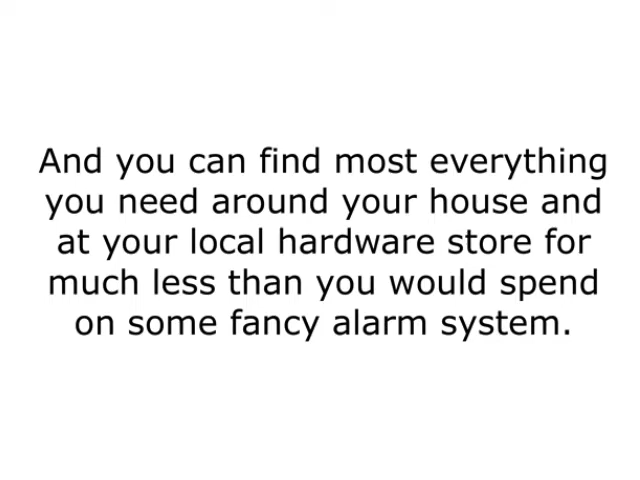 And you can find most everything
you need around your house and
at your local hardware store for
much less than you would spend
on some fancy alarm system.